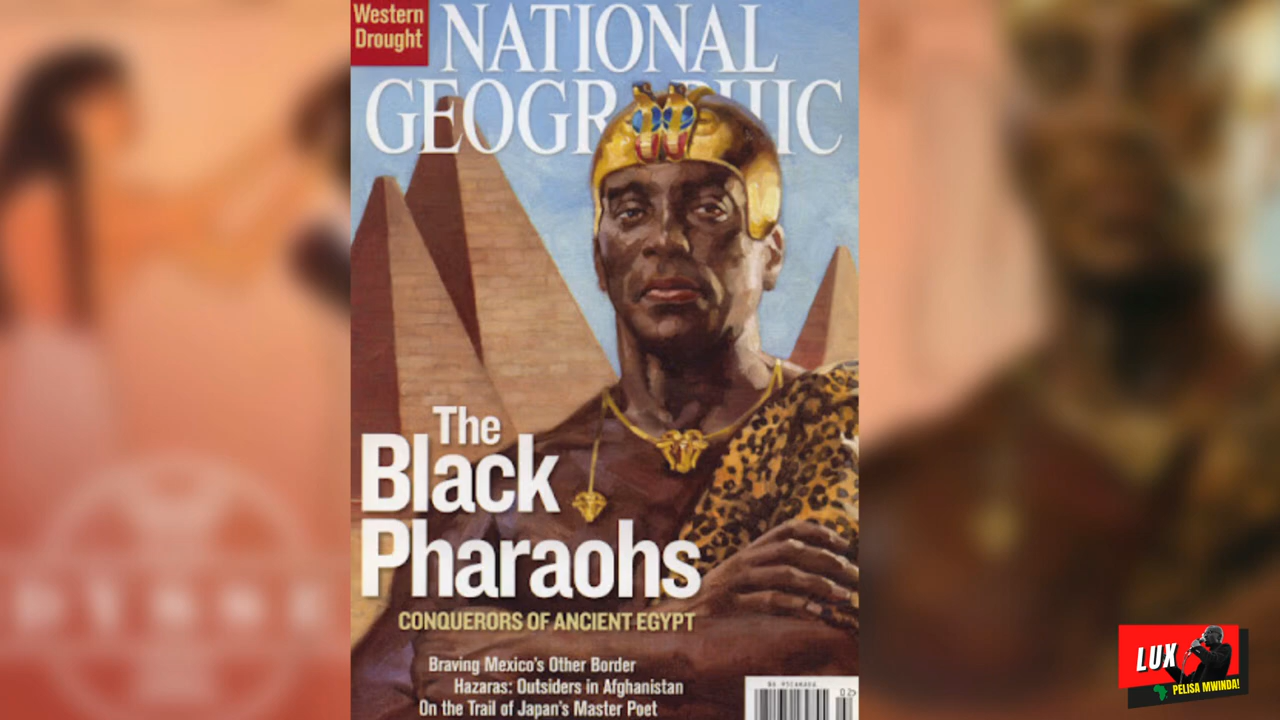 Western
Drought
NATIONAL
GEOGRAPHIC
The
Black
Pharaohs
CONQUERORS OF ANCIENT EGYPT
Braving Mexico's Other Border
Hazaras: Outsiders in Afghanistan
On the Trail of Japan's Master Poet
02>
LUX
PELISA MWINDA!